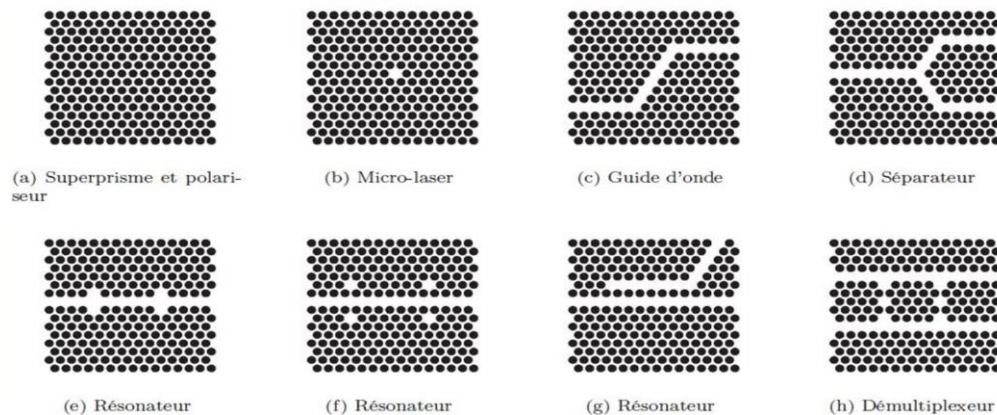 (a) Superprisme et polari-
seur
(b) Micro-laser
(c) Guide d'onde
(d) Séparateur
(e) Résonateur
(f) Résonateur
(g) Résonateur
(h) Démultiplexeur